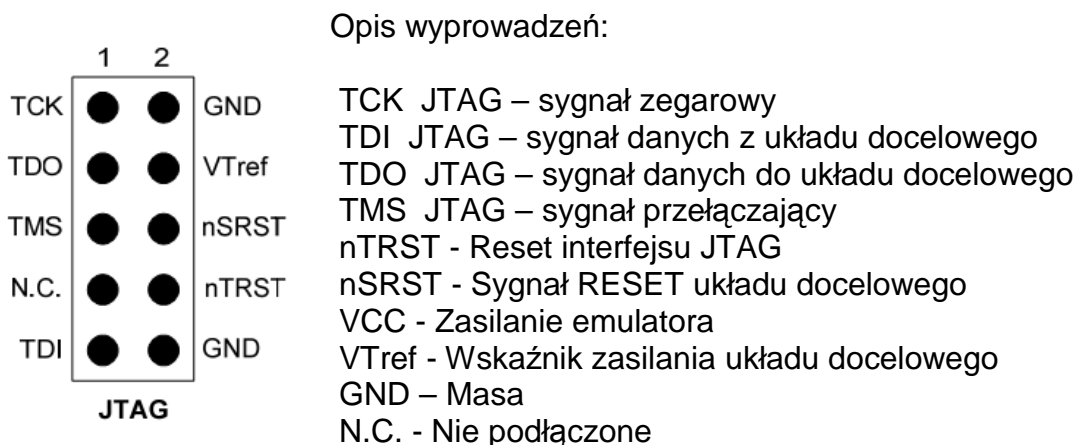 Opis wyprowadzeń:
1 2
TCK GND
TDO VTref
TMS nSRST
N.C. nTRST
TDI GND
JTAG
TCK JTAG – sygnał zegarowy
TDI JTAG – sygnał danych z układu docelowego
TDO JTAG – sygnał danych do układu docelowego
TMS JTAG – sygnał przełączający
nTRST - Reset interfejsu JTAG
nSRST - Sygnał RESET układu docelowego
VCC - Zasilanie emulatora
VTref - Wskaźnik zasilania układu docelowego
GND – Masa
N.C. - Nie podłączone